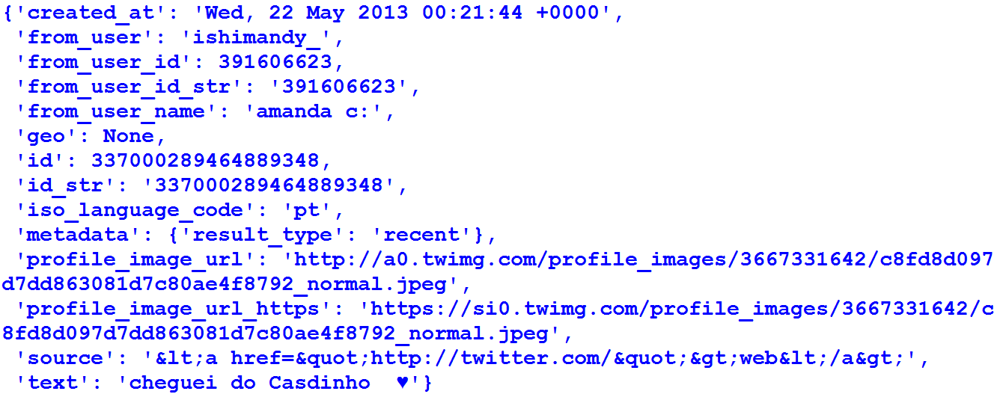 {'created_at': 'Wed, 22 May 2013 00:21:44 +0000',
 'from_user': 'ishimandy_',
 'from_user_id': 391606623,
 'from_user_id_str': '391606623',
 'from_user_name': 'amanda c:',
 'geo': None,
 'id': 337000289464889348,
 'id_str': '337000289464889348',
 'iso_language_code': 'pt',
 'metadata': {'result_type': 'recent'},
 'profile_image_url': 'http://a0.twimg.com/profile_images/3667331642/c8fd8d097
d7dd863081d7c80ae4f8792_normal.jpeg',
 'profile_image_url_https': 'https://si0.twimg.com/profile_images/3667331642/c
8fd8d097d7dd863081d7c80ae4f8792_normal.jpeg',
 'source': '&lt;a href=&quot;http://twitter.com/&quot;&gt;web&lt;/a&gt;',
 'text': 'cheguei do Casdinho  ♥'}